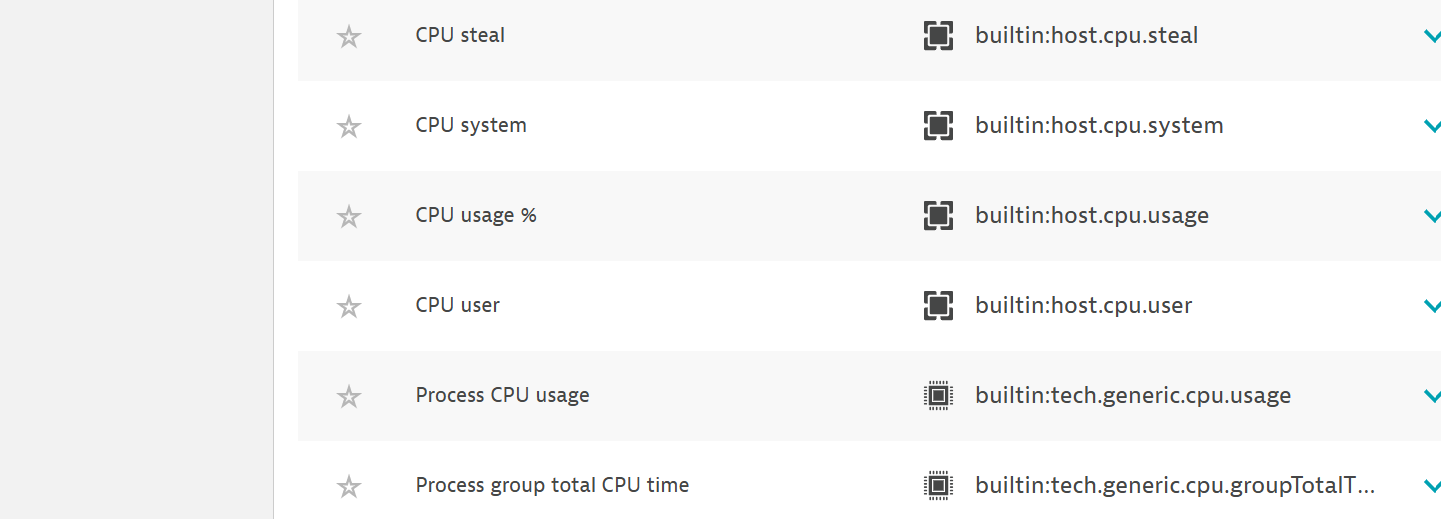 CPU steal builtin:host.cpu.steal
CPU system builtin:host.cpu.system
CPU usage % builtin:host.cpu.usage
CPU user builtin:host.cpu.user
Process CPU usage builtin:tech.generic.cpu.usage
Process group total CPU time builtin:tech.generic.cpu.groupTotalT...